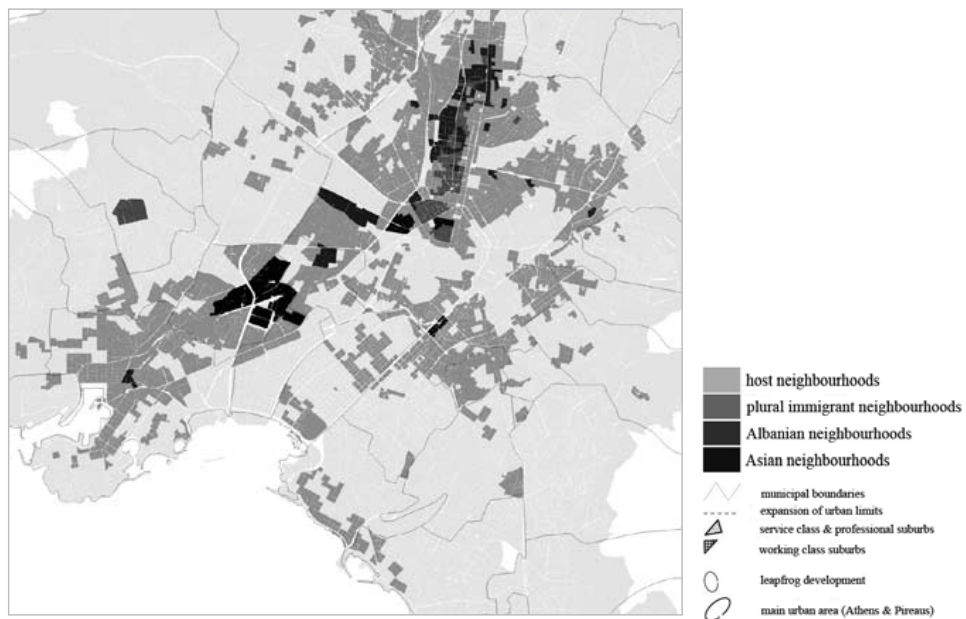 host neighbourhoods
plural immigrant neighbourhoods
Albanian neighbourhoods
Asian neighbourhoods
municipal boundaries
expansion of urban limits
service class & professional suburbs
working class suburbs
leapfrog development
main urban area (Athens & Pireaus)